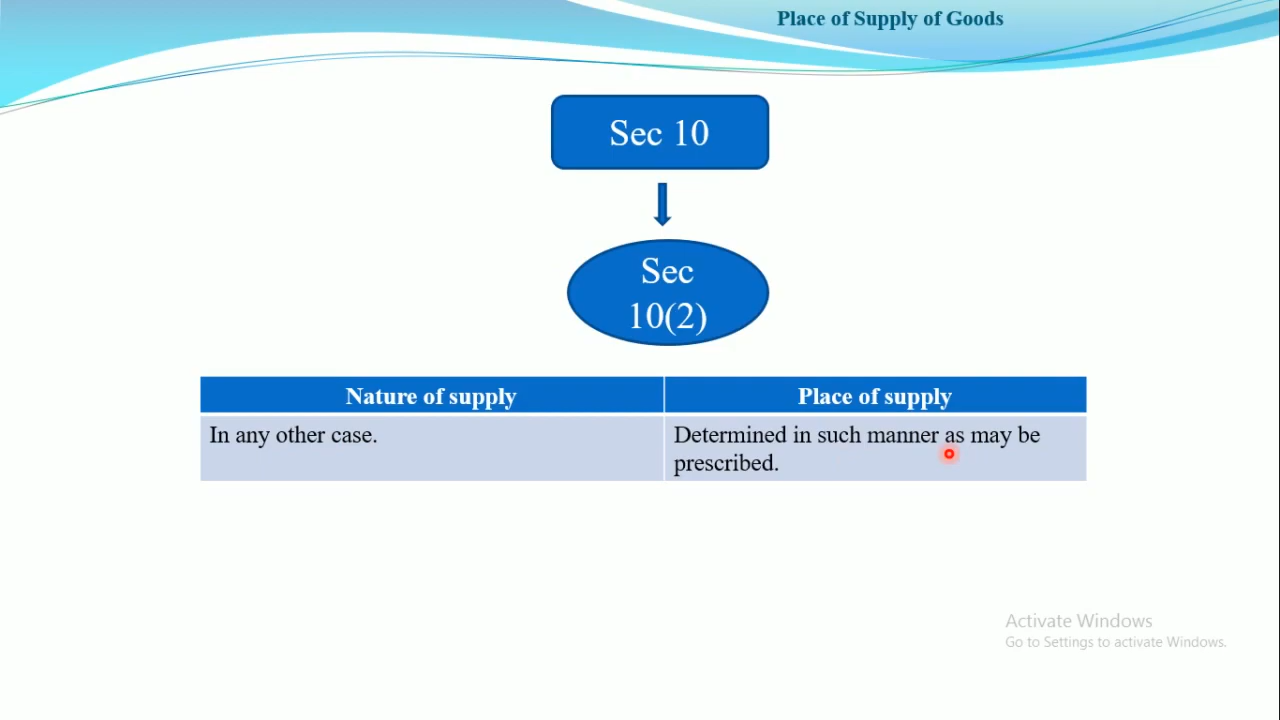 Place of Supply of Goods
Sec 10
Sec
10(2)
Nature of supply
Place of supply
In any other case.
Determined in such manner as may be
prescribed.
Activate Windows
Go to Settings to activate Windows.